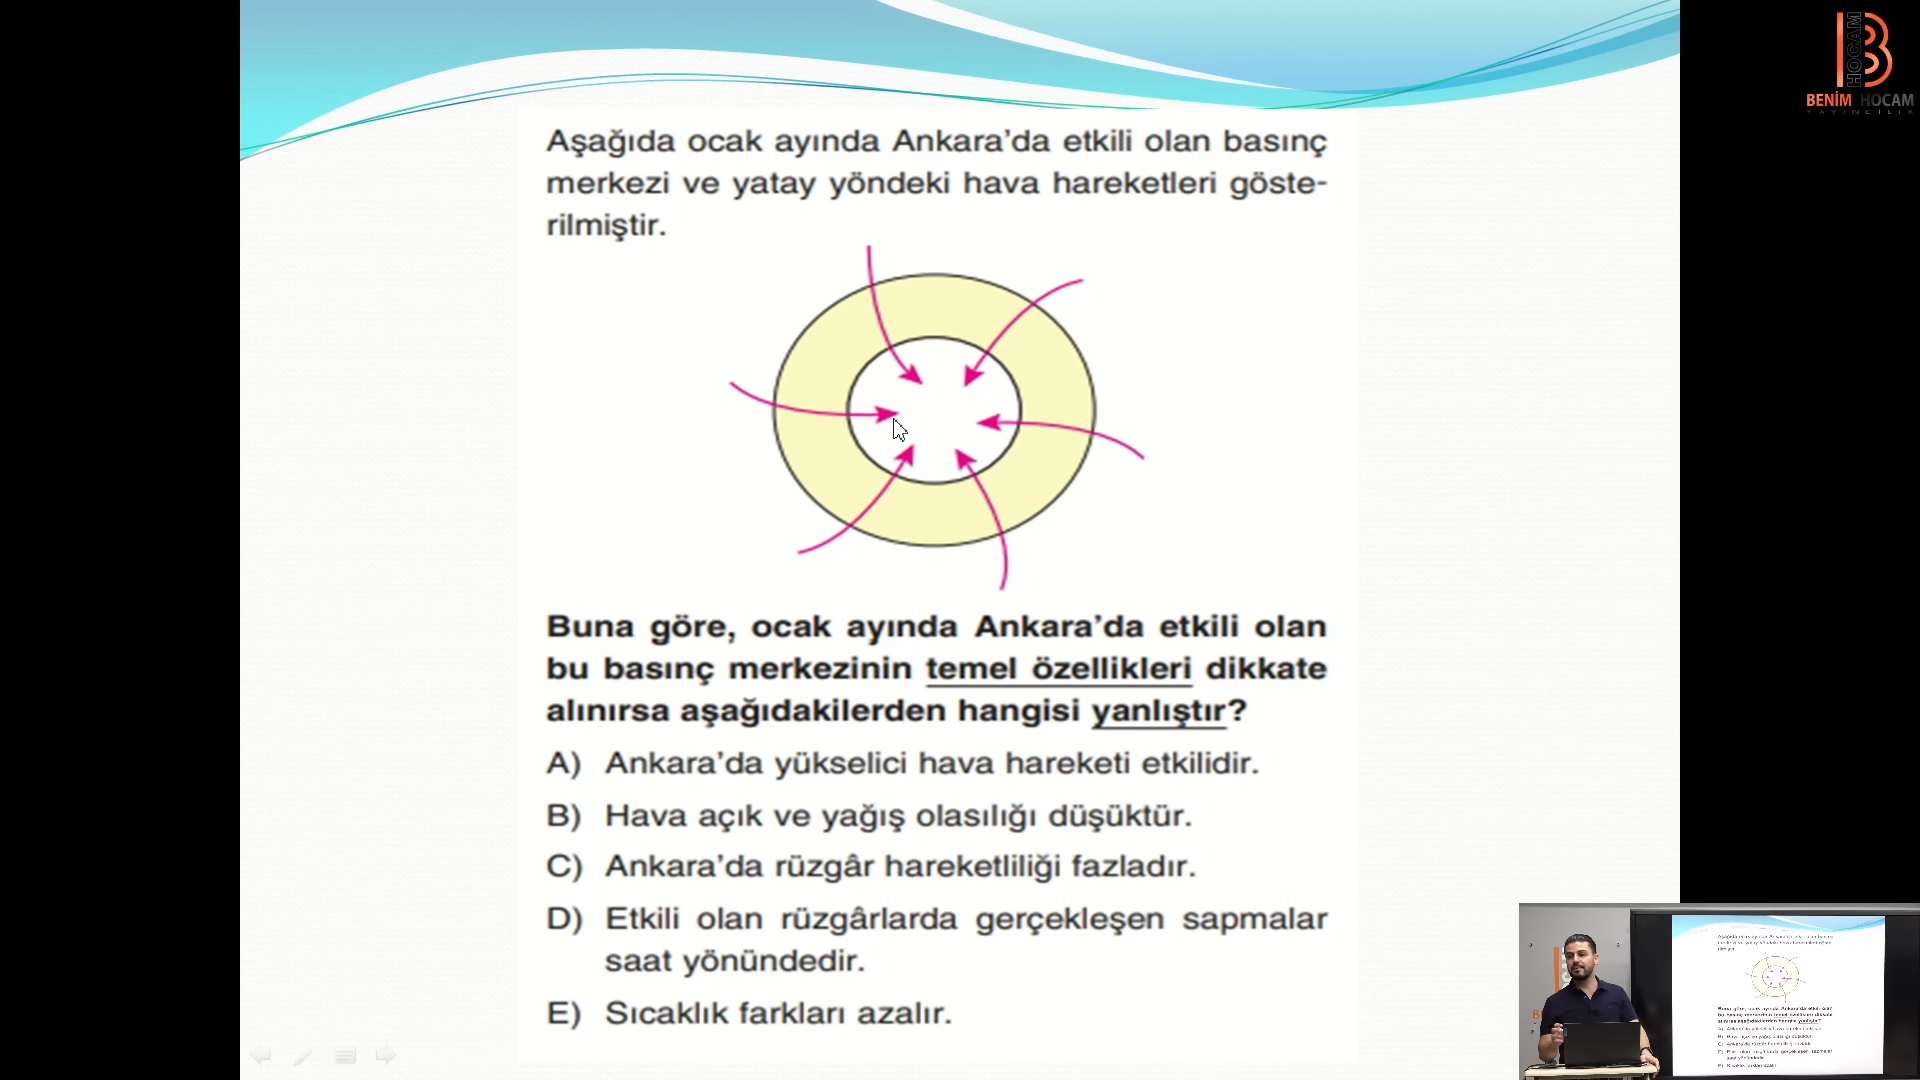 BENİM HOCAM
YAYINCILIK
Aşağıda ocak ayında Ankara’da etkili olan basınç
merkezi ve yatay yöndeki hava hareketleri göste-
rilmiştir.
Buna göre, ocak ayında Ankara’da etkili olan
bu basınç merkezinin temel özellikleri dikkate
alınırsa aşağıdakilerden hangisi yanlıştır?
A) Ankara’da yükselici hava hareketi etkilidir.
B) Hava açık ve yağış olasılığı düşüktür.
C) Ankara’da rüzgâr hareketliliği fazladır.
D) Etkili olan rüzgârlarda gerçekleşen sapmalar
saat yönündedir.
E) Sıcaklık farkları azalır.